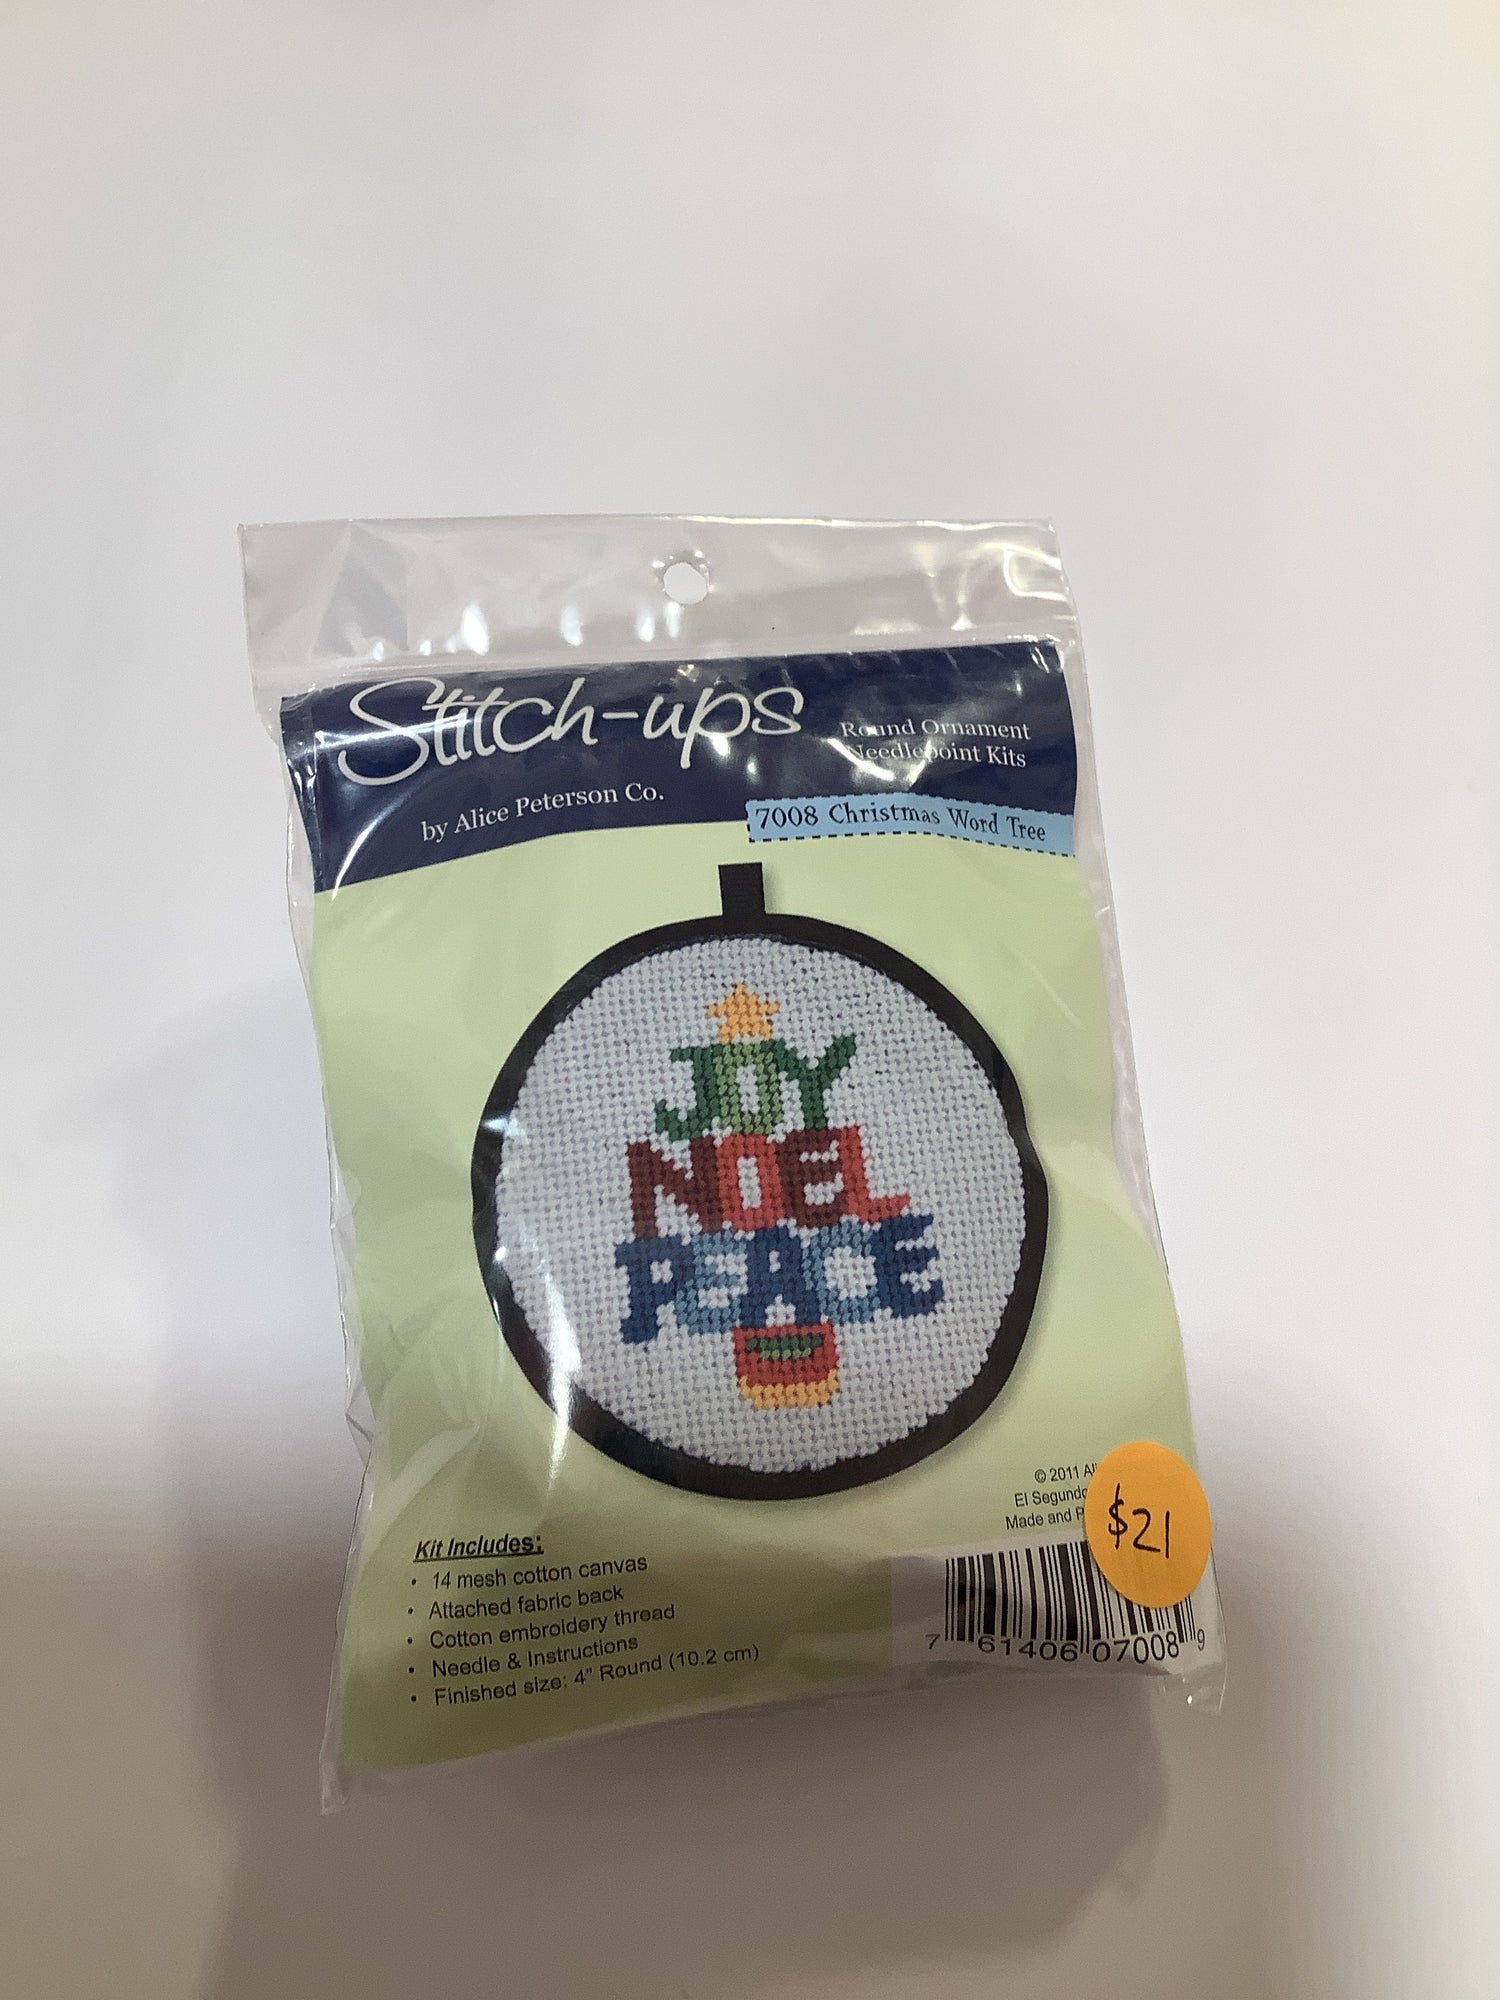 Stitch-ups
Round Ornament
Needlepoint Kits
by Alice Peterson Co.
7008 Christmas Word Tree
JOY
NOEL
PEACE
© 2011
El Segundo
Made and
$21
Kit Includes:
• 14 mesh cotton canvas
• Attached fabric back
• Cotton embroidery thread
• Needle & Instructions
• Finished size: 4" Round (10.2 cm)
7 61406 07008 9